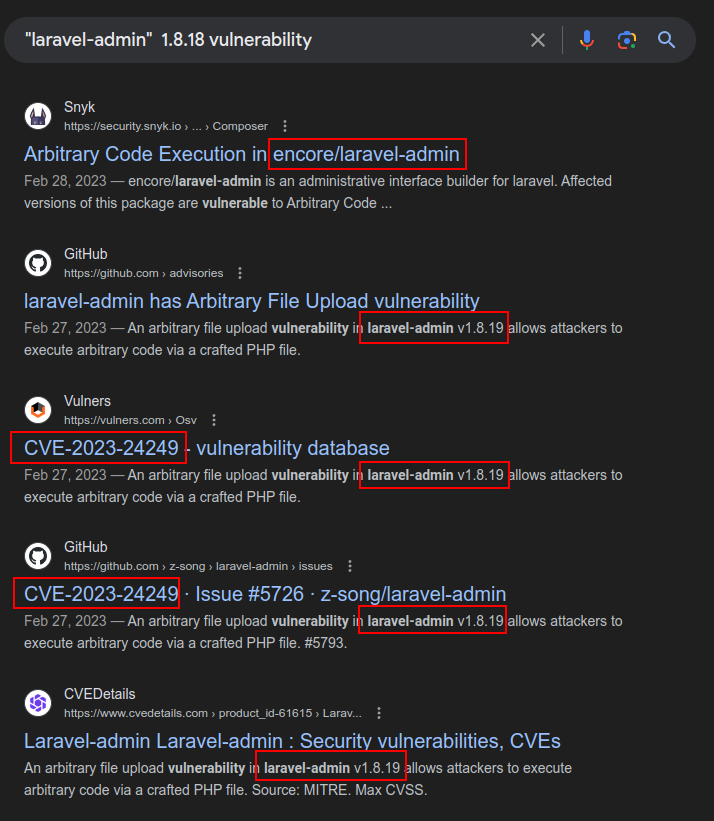 "laravel-admin" 1.8.18 vulnerability
Snyk
https://security.snyk.io › ... › Composer
Arbitrary Code Execution in encore/laravel-admin
Feb 28, 2023 — encore/laravel-admin is an administrative interface builder for laravel. Affected
versions of this package are vulnerable to Arbitrary Code ...
GitHub
https://github.com › advisories
laravel-admin has Arbitrary File Upload vulnerability
Feb 27, 2023 — An arbitrary file upload vulnerability in laravel-admin v1.8.19 allows attackers to
execute arbitrary code via a crafted PHP file.
Vulners
https://vulners.com › Osv
CVE-2023-24249 - vulnerability database
Feb 27, 2023 — An arbitrary file upload vulnerability in laravel-admin v1.8.19 allows attackers to
execute arbitrary code via a crafted PHP file.
GitHub
https://github.com › z-song › laravel-admin › issues
CVE-2023-24249 · Issue #5726 · z-song/laravel-admin
Feb 27, 2023 — An arbitrary file upload vulnerability in laravel-admin v1.8.19 allows attackers to
execute arbitrary code via a crafted PHP file. #5793.
CVEDetails
https://www.cvedetails.com › product_id-61615 › Larav...
Laravel-admin Laravel-admin : Security vulnerabilities, CVEs
An arbitrary file upload vulnerability in laravel-admin v1.8.19 allows attackers to execute
arbitrary code via a crafted PHP file. Source: MITRE. Max CVSS.